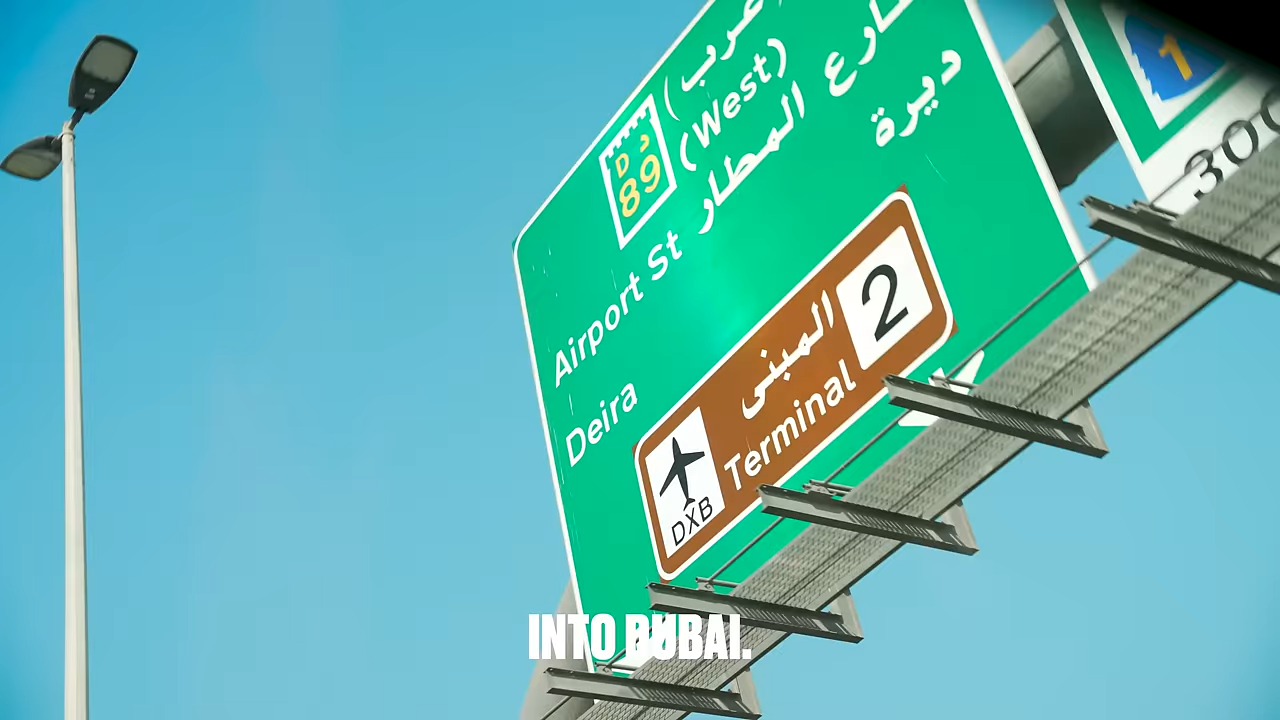 (غرب)
D د
89
(West)
شارع المطار
Airport St
ديرة
Deira
المبنى
2
Terminal
DXB
1
300
INTO DUBAI.